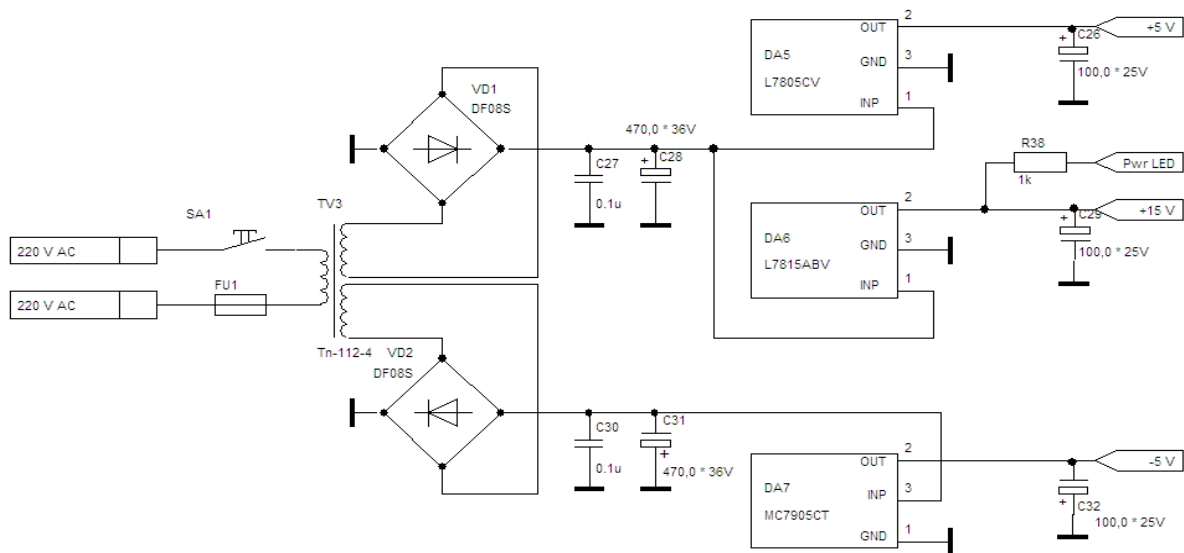 2
OUT
C26
+5 V
+
DA5
3
GND
L7805CV
100,0 * 25V
INP
1
VD1
DF08S
470,0 * 36V
C27
+
C28
0.1u
R38
1k
Pwr LED
2
OUT
C29
+15 V
+
DA6
3
GND
L7815ABV
100,0 * 25V
INP
1
SA1
TV3
220 V AC
FU1
220 V AC
Tn-112-4
VD2
DF08S
C30
C31
+
0.1u
470,0 * 36V
2
OUT
-5 V
DA7
INP
3
MC7905CT
+
C32
100,0 * 25V
GND
1